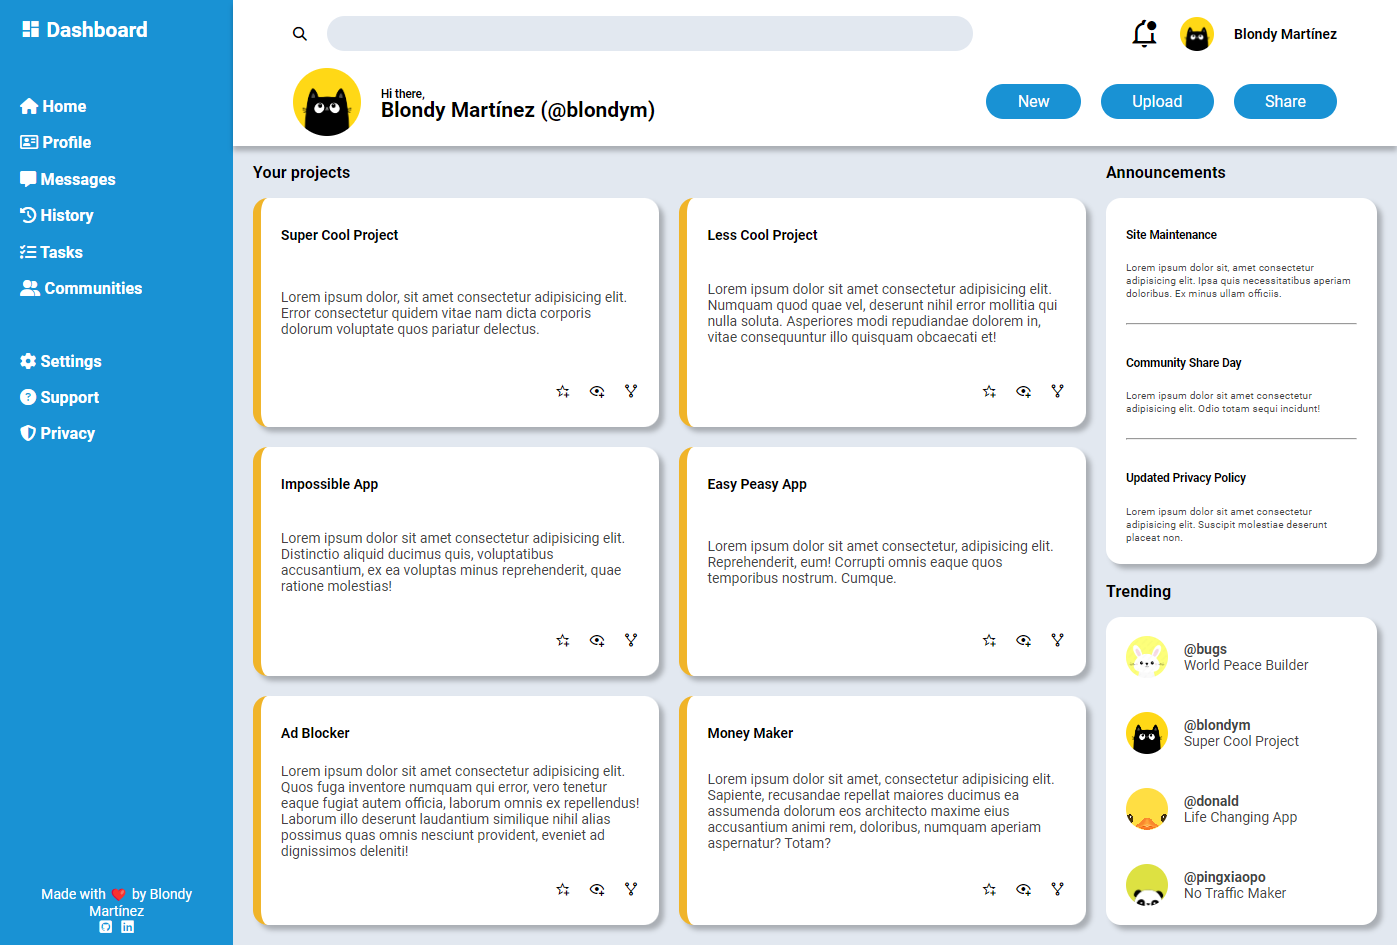 Dashboard
Home
Profile
Messages
History
Tasks
Communities
Settings
Support
Privacy
Made with ❤️ by Blondy
Martínez
Blondy Martínez
Hi there,
Blondy Martínez (@blondym)
New
Upload
Share
Your projects
Super Cool Project
Lorem ipsum dolor, sit amet consectetur adipisicing elit.
Error consectetur quidem vitae nam dicta corporis
dolorum voluptate quos pariatur delectus.
Less Cool Project
Lorem ipsum dolor sit amet consectetur adipisicing elit.
Numquam quod quae vel, deserunt nihil error mollitia qui
nulla soluta. Asperiores modi repudiandae dolorem in,
vitae consequuntur illo quisquam obcaecati et!
Impossible App
Lorem ipsum dolor sit amet consectetur adipisicing elit.
Distinctio aliquid ducimus quis, voluptatibus
accusantium, ex ea voluptas minus reprehenderit, quae
ratione molestias!
Easy Peasy App
Lorem ipsum dolor sit amet consectetur, adipisicing elit.
Reprehenderit, eum! Corrupti omnis eaque quos
temporibus nostrum. Cumque.
Ad Blocker
Lorem ipsum dolor sit amet consectetur adipisicing elit.
Quos fuga inventore numquam qui error, vero tenetur
eaque fugiat autem officia, laborum omnis ex repellendus!
Laborum illo deserunt laudantium similique nihil alias
possimus quas omnis nesciunt provident, eveniet ad
dignissimos deleniti!
Money Maker
Lorem ipsum dolor sit amet, consectetur adipisicing elit.
Sapiente, recusandae repellat maiores ducimus ea
assumenda dolorum eos architecto maxime eius
accusantium animi rem, doloribus, numquam aperiam
aspernatur? Totam?
Announcements
Site Maintenance
Lorem ipsum dolor sit, amet consectetur
adipisicing elit. Ipsa quis necessitatibus aperiam
doloribus. Ex minus ullam officiis.
Community Share Day
Lorem ipsum dolor sit amet consectetur
adipisicing elit. Odio totam sequi incidunt!
Updated Privacy Policy
Lorem ipsum dolor sit amet consectetur
adipisicing elit. Suscipit molestiae deserunt
placeat non.
Trending
@bugs
World Peace Builder
@blondym
Super Cool Project
@donald
Life Changing App
@pingxiaopo
No Traffic Maker